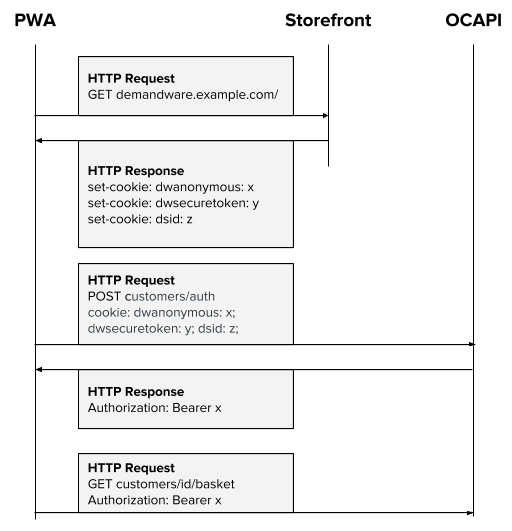 PWA
Storefront
OCAPI
HTTP Request
GET demandware.example.com/
HTTP Response
set-cookie: dwanonymous: x
set-cookie: dwsecuretoken: y
set-cookie: dsid: z
HTTP Request
POST customers/auth
cookie: dwanonymous: x;
dwsecuretoken: y; dsid: z;
HTTP Response
Authorization: Bearer x
HTTP Request
GET customers/id/basket
Authorization: Bearer x